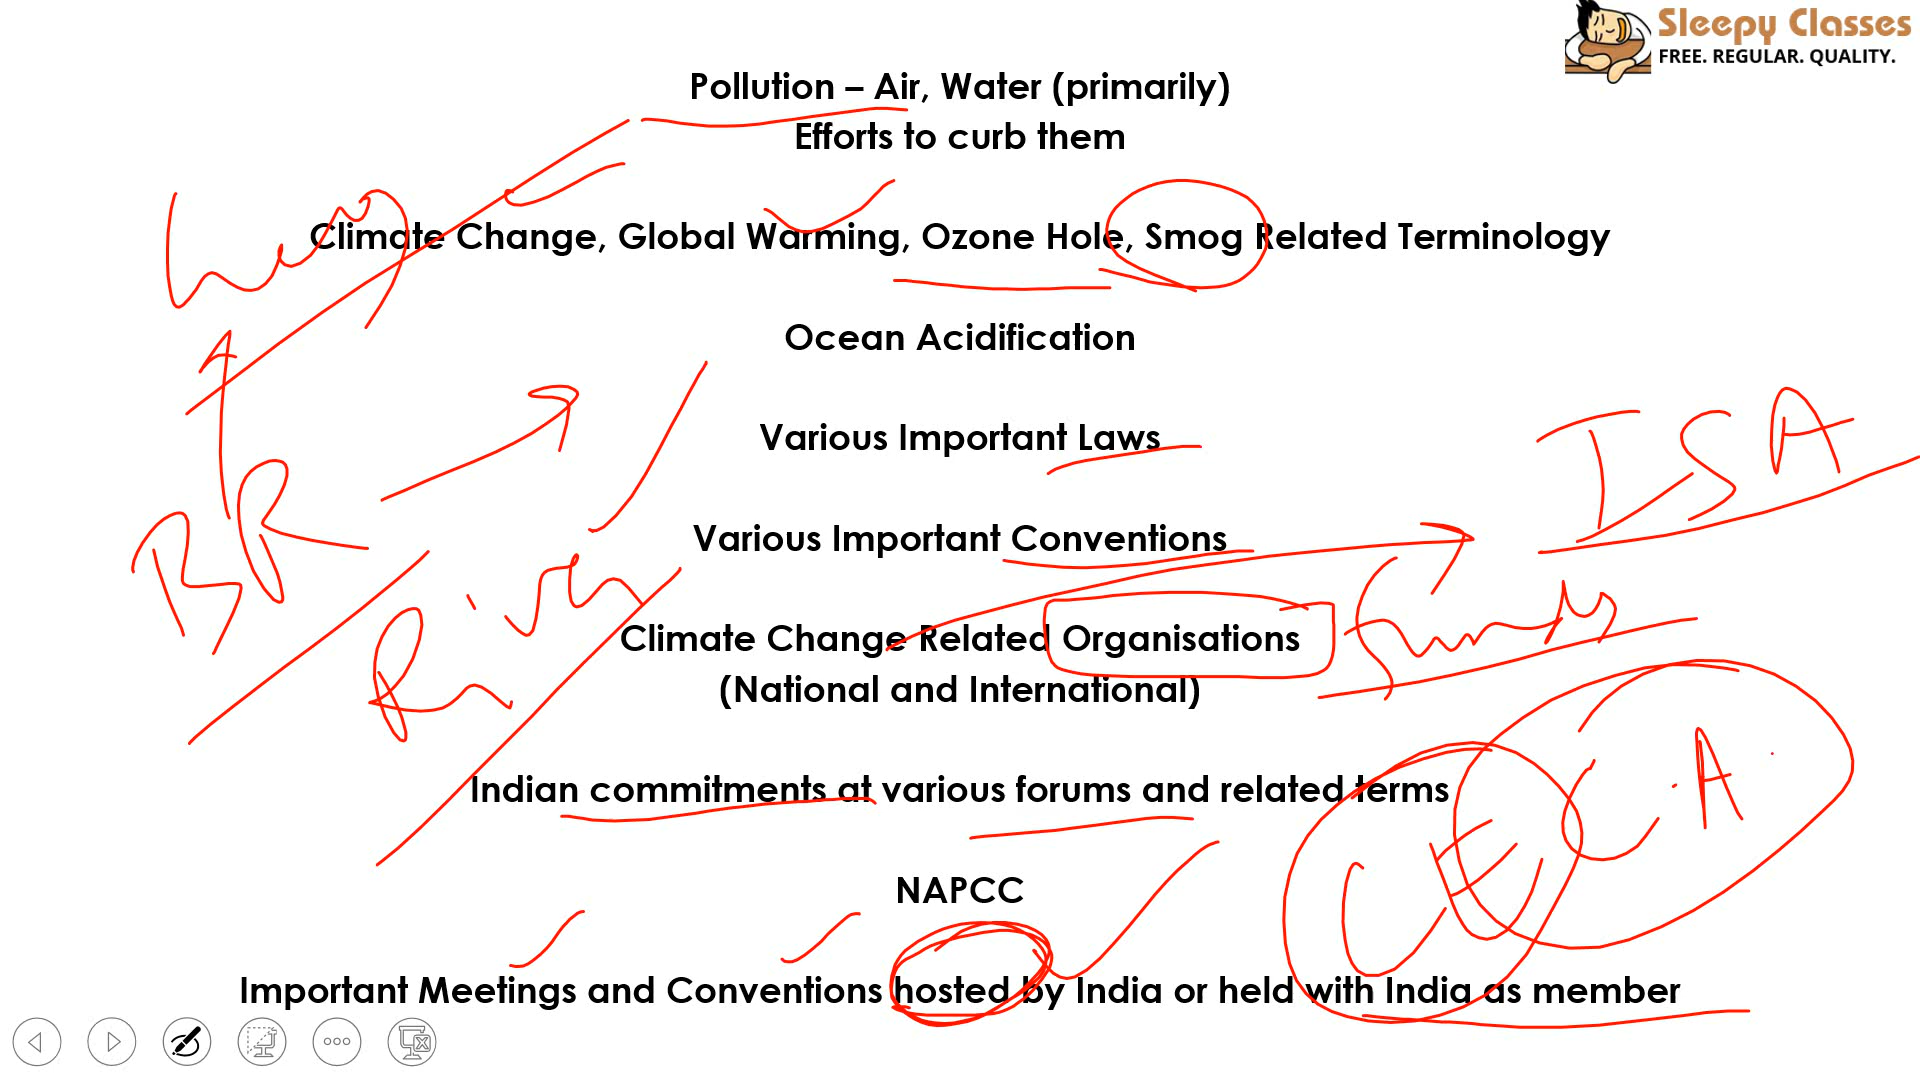 Sleepy Classes
FREE. REGULAR. QUALITY.
Pollution – Air, Water (primarily)
Efforts to curb them
Climate Change, Global Warming, Ozone Hole, Smog Related Terminology
Ocean Acidification
Various Important Laws
ISA
Various Important Conventions
BR
River
funds
Climate Change Related Organisations
(National and International)
C.A.
Indian commitments at various forums and related terms
NAPCC
Important Meetings and Conventions hosted by India or held with India as member